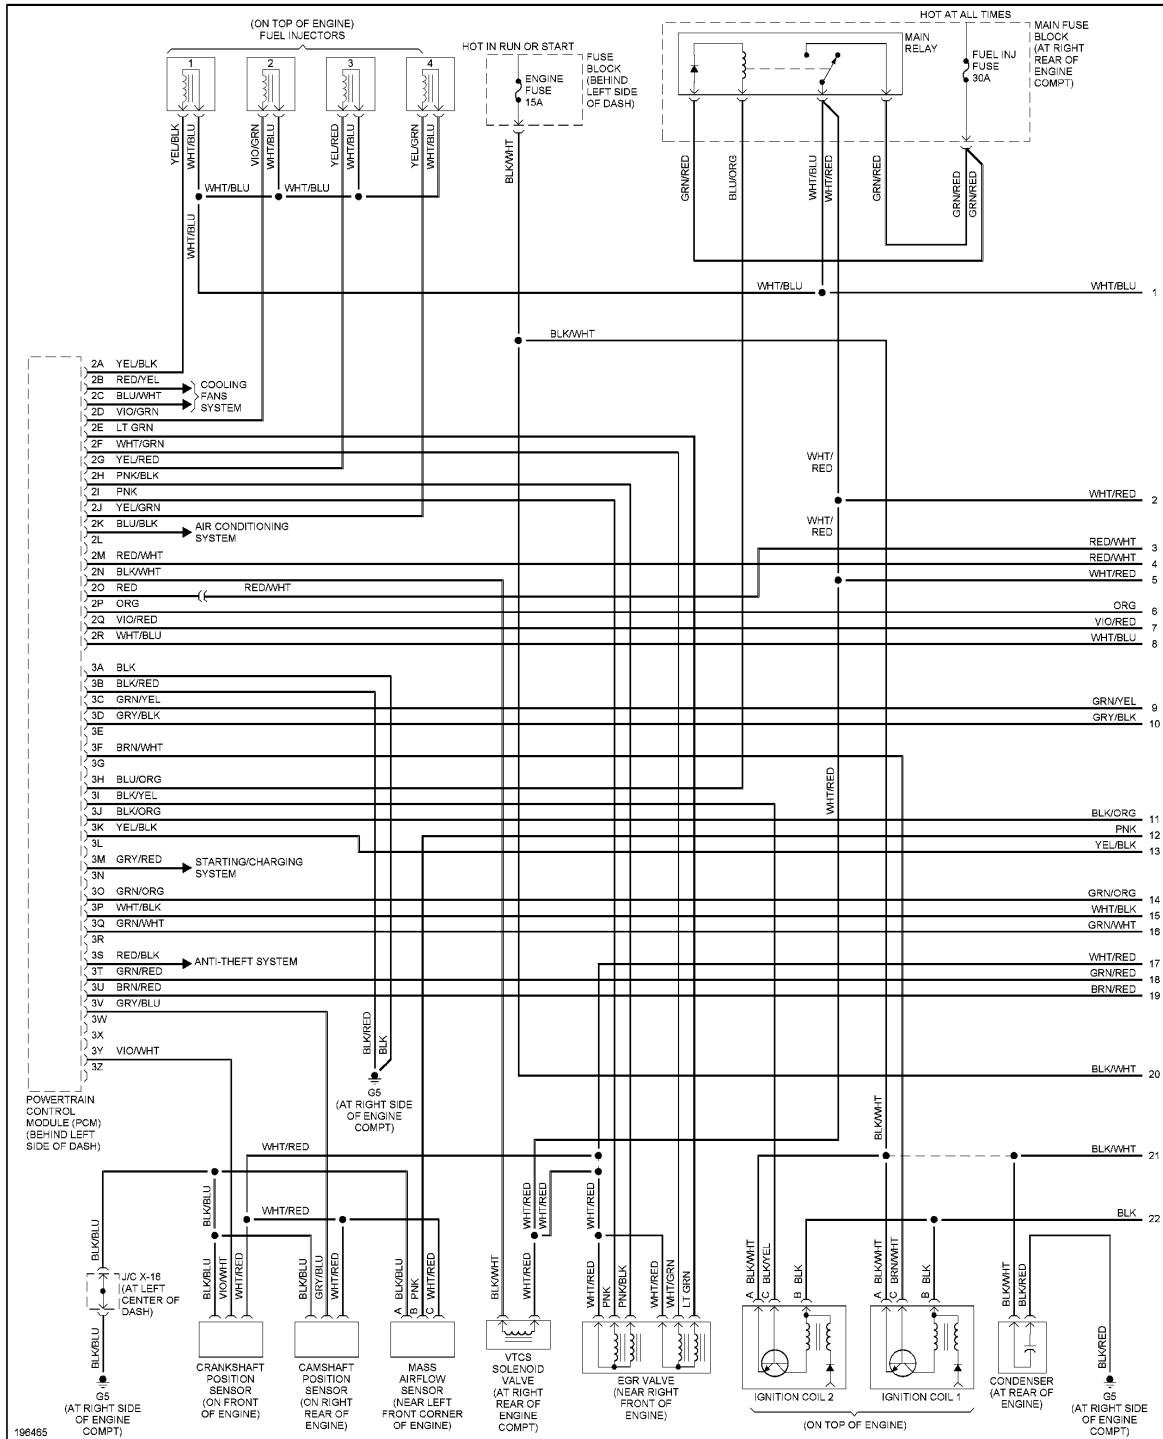 (ON TOP OF ENGINE)
FUEL INJECTORS
1
2
3
4
YEL/BLK
WHT/BLU
VIO/GRN
WHT/BLU
YEL/RED
WHT/BLU
YEL/GRN
WHT/BLU
WHT/BLU
WHT/BLU
WHT/BLU
HOT IN RUN OR START
ENGINE
FUSE
15A
FUSE
BLOCK
(BEHIND
LEFT SIDE
OF DASH)
BLK/WHT
HOT AT ALL TIMES
MAIN
RELAY
FUEL INJ
FUSE
30A
MAIN FUSE
BLOCK
(AT RIGHT
REAR OF
ENGINE
COMPT)
GRN/RED
BLU/ORG
WHT/BLU
WHT/RED
GRN/RED
GRN/RED
GRN/RED
WHT/BLU
WHT/BLU 1
BLK/WHT
2A YEL/BLK
2B RED/YEL
2C BLU/WHT
COOLING
FANS
SYSTEM
2D VIO/GRN
2E LT GRN
2F WHT/GRN
2G YEL/RED
2H PNK/BLK
2I PNK
2J YEL/GRN
2K BLU/BLK
AIR CONDITIONING
SYSTEM
2L
2M RED/WHT
2N BLK/WHT
2O RED
RED/WHT
2P ORG
2Q VIO/RED
2R WHT/BLU
WHT/
RED
WHT/RED 2
WHT/
RED
RED/WHT 3
RED/WHT 4
WHT/RED 5
ORG 6
VIO/RED 7
WHT/BLU 8
3A BLK
3B BLK/RED
3C GRN/YEL
3D GRY/BLK
3E
3F BRN/WHT
3G
3H BLU/ORG
3I BLK/YEL
3J BLK/ORG
3K YEL/BLK
3L
3M GRY/RED
STARTING/CHARGING
SYSTEM
3N
3O GRN/ORG
3P WHT/BLK
3Q GRN/WHT
3R
3S RED/BLK
ANTI-THEFT SYSTEM
3T GRN/RED
3U BRN/RED
3V GRY/BLU
3W
3X
3Y VIO/WHT
3Z
GRN/YEL 9
GRY/BLK 10
WHT/RED
BLK/ORG 11
PNK 12
YEL/BLK 13
GRN/ORG 14
WHT/BLK 15
GRN/WHT 16
WHT/RED 17
GRN/RED 18
BRN/RED 19
BLK/RED
BLK
G5
(AT RIGHT SIDE
OF ENGINE
COMPT)
BLK/WHT 20
POWERTRAIN
CONTROL
MODULE (PCM)
(BEHIND LEFT
SIDE OF DASH)
WHT/RED
BLK/WHT
BLK/WHT 21
BLK 22
BLK/BLU
BLK/BLU
WHT/RED
WHT/RED
WHT/RED
WHT/RED
J/C X-16
(AT LEFT
CENTER OF
DASH)
BLK/BLU
BLK/BLU
VIO/WHT
WHT/RED
BLK/BLU
GRY/BLU
WHT/RED
A BLK/BLU
B PNK
C WHT/RED
BLK/WHT
WHT/RED
WHT/RED
PNK
PNK/BLK
WHT/RED
WHT/GRN
LT GRN
A BLK/WHT
C BLK/YEL
B BLK
A BLK/WHT
C BRN/WHT
B BLK
BLK/WHT
BLK/RED
BLK/RED
G5
(AT RIGHT SIDE
OF ENGINE
COMPT)
CRANKSHAFT
POSITION
SENSOR
(ON FRONT
OF ENGINE)
CAMSHAFT
POSITION
SENSOR
(ON RIGHT
REAR OF
ENGINE)
MASS
AIRFLOW
SENSOR
(NEAR LEFT
FRONT CORNER
OF ENGINE)
VTCS
SOLENOID
VALVE
(AT RIGHT
REAR OF
ENGINE
COMPT)
EGR VALVE
(NEAR RIGHT
FRONT OF
ENGINE)
IGNITION COIL 2
IGNITION COIL 1
(ON TOP OF ENGINE)
CONDENSER
(AT REAR OF
ENGINE)
G5
(AT RIGHT SIDE
OF ENGINE
COMPT)
196465